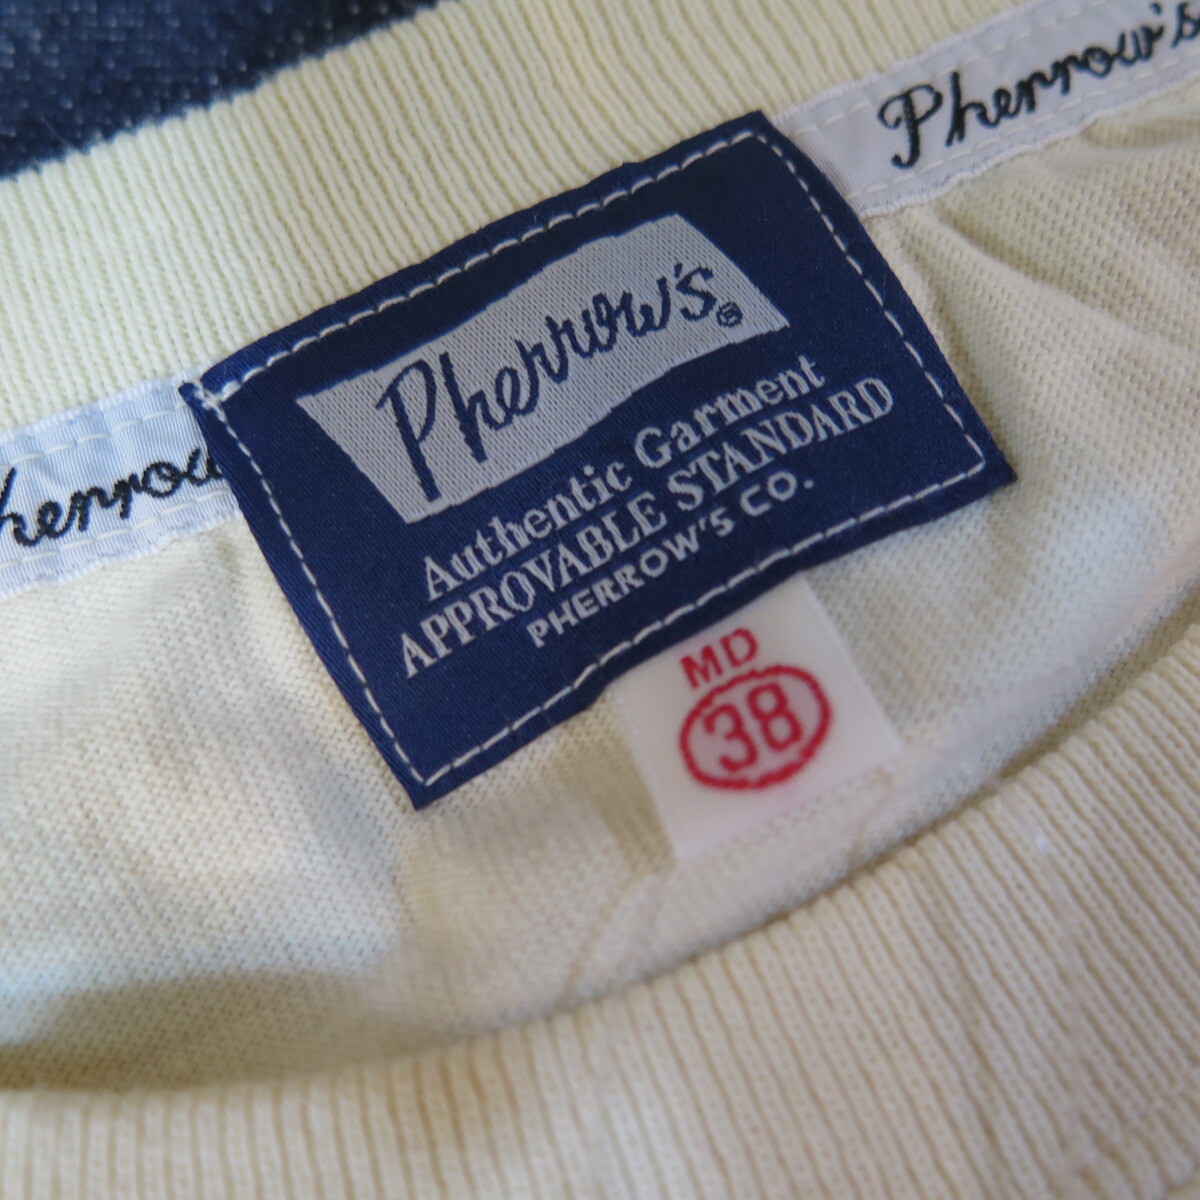 Pherrow's
Pherrow's®
Authentic Garment
APPROVABLE STANDARD
PHERROW'S CO.
MD
38